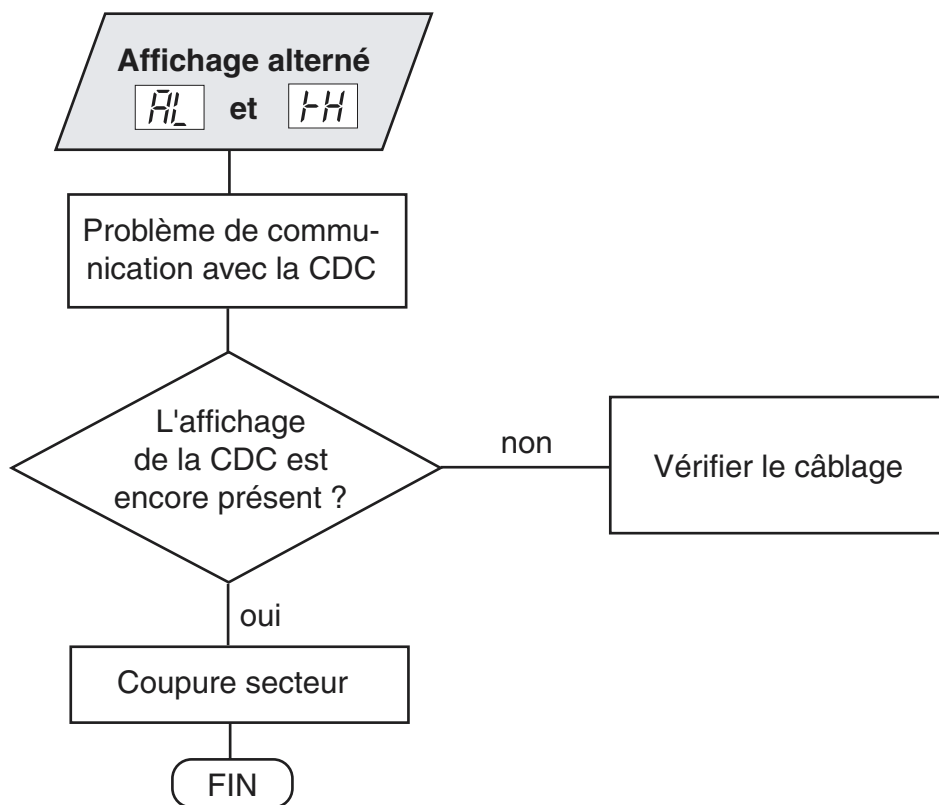 Affichage alterné
AL et tH
Problème de commu-
nication avec la CDC
L'affichage
de la CDC est
encore présent ?
non
Vérifier le câblage
oui
Coupure secteur
FIN